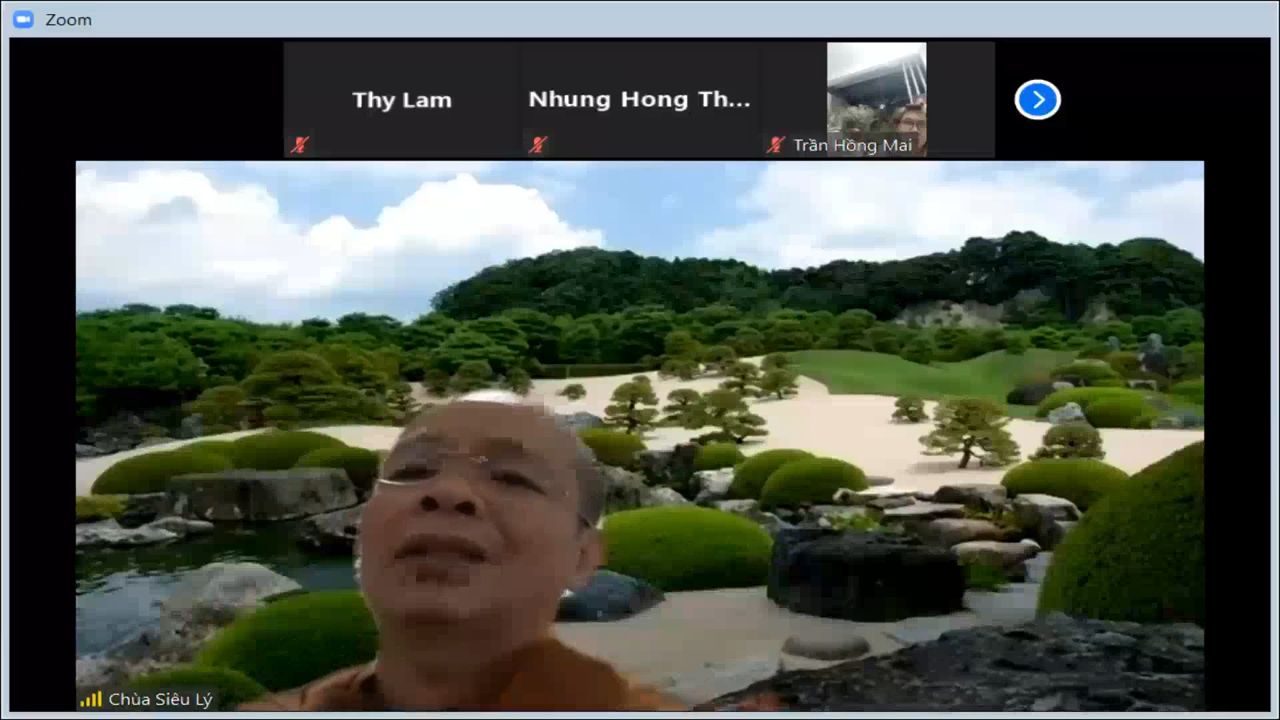 Zoom
Thy Lam
Nhung Hong Th...
Trần Hồng Mai
Chùa Siêu Lý